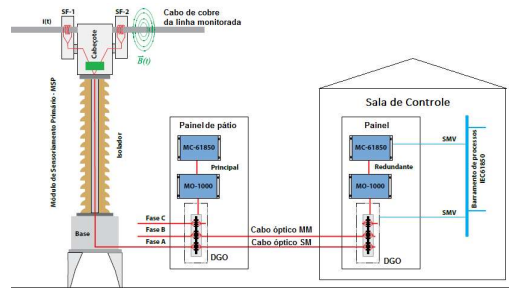 I(t)
SF-1
SF-2
Cabo de cobre
da linha monitorada
Cabeçote
B(t)
Módulo de Sensoriamento Primário - MSP
Isolador
Base
Painel de pátio
MC-61850
Principal
MO-1000
Fase C
Fase B
Fase A
DGO
Cabo óptico MM
Cabo óptico SM
Sala de Controle
Painel
MC-61850
Redundante
MO-1000
DGO
SMV
SMV
Barramento de processos
IEC61850